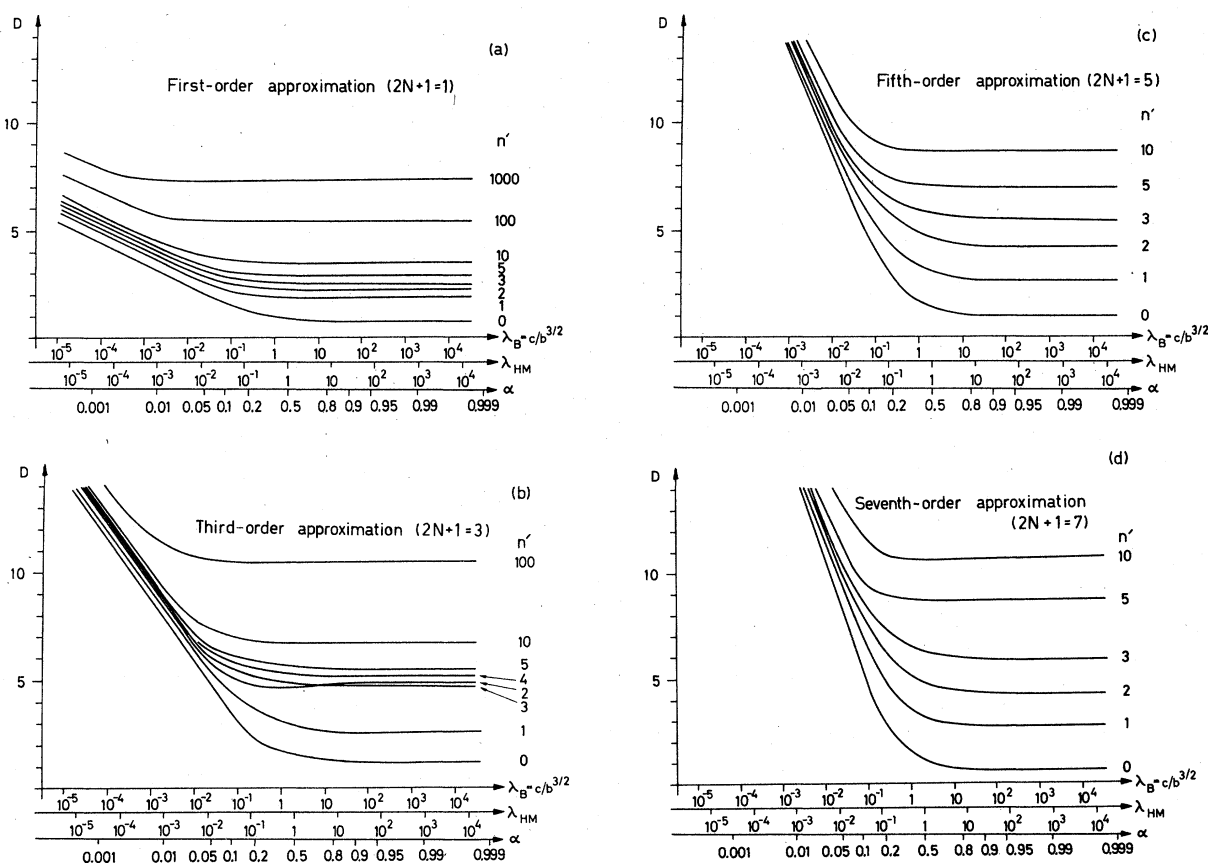 D
(a)
First-order approximation (2N+1=1)
10
n′
1000
100
5
10
5
3
2
1
0
λB=c/b3/2
10-5 10-4 10-3 10-2 10-1 1 10 102 103 104
λHM
10-5 10-4 10-3 10-2 10-1 1 10 102 103 104
α
0.001 0.01 0.05 0.1 0.2 0.5 0.8 0.9 0.95 0.99 0.999
D
(b)
Third-order approximation (2N+1=3)
n′
100
10
10
5
4
2
3
5
1
0
λB=c/b3/2
10-5 10-4 10-3 10-2 10-1 1 10 102 103 104
λHM
10-5 10-4 10-3 10-2 10-1 1 10 102 103 104
α
0.001 0.01 0.05 0.1 0.2 0.5 0.8 0.9 0.95 0.99 0.999
D
(c)
Fifth-order approximation (2N+1=5)
n′
10
10
5
3
5
2
1
0
λB=c/b3/2
10-5 10-4 10-3 10-2 10-1 1 10 102 103 104
λHM
10-5 10-4 10-3 10-2 10-1 1 10 102 103 104
α
0.001 0.01 0.05 0.1 0.2 0.5 0.8 0.9 0.95 0.99 0.999
D
(d)
Seventh-order approximation
(2N+1=7)
n′
10
10
5
3
5
2
1
0
λB=c/b3/2
10-5 10-4 10-3 10-2 10-1 1 10 102 103 104
λHM
10-5 10-4 10-3 10-2 10-1 1 10 102 103 104
α
0.001 0.01 0.05 0.1 0.2 0.5 0.8 0.9 0.95 0.99 0.999